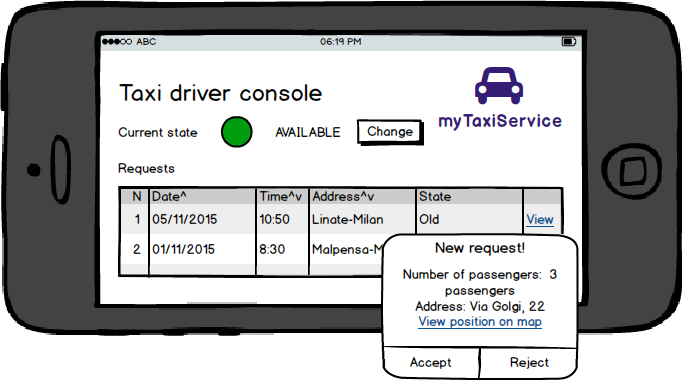 ABC 06:19 PM
Taxi driver console
myTaxiService
Current state AVAILABLE Change
Requests
N Date^ Time^v Address^v State
1 05/11/2015 10:50 Linate-Milan Old View
2 01/11/2015 8:30 Malpensa-M
New request!
Number of passengers: 3
passengers
Address: Via Golgi, 22
View position on map
Accept Reject